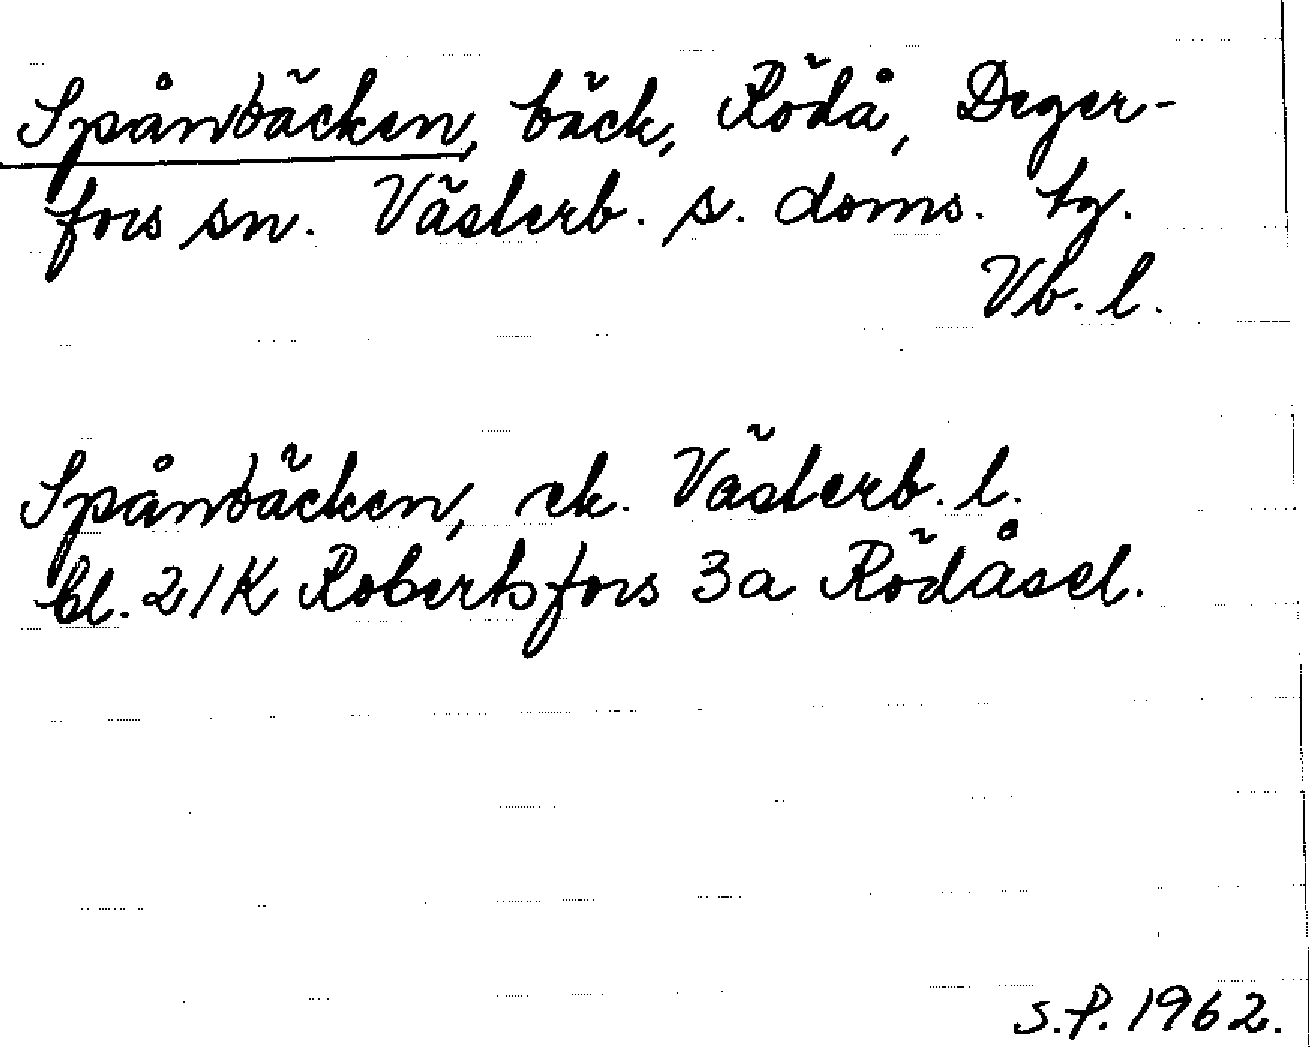 Spånbäcken, bäck, Rödå, Deger-
fors sn. Västerb. s. doms. tg.
Vb. l.
Spånbäcken, ek. Västerb. l.
bl. 21K Robertsfors 3a Rödåsel.
S.P. 1962.